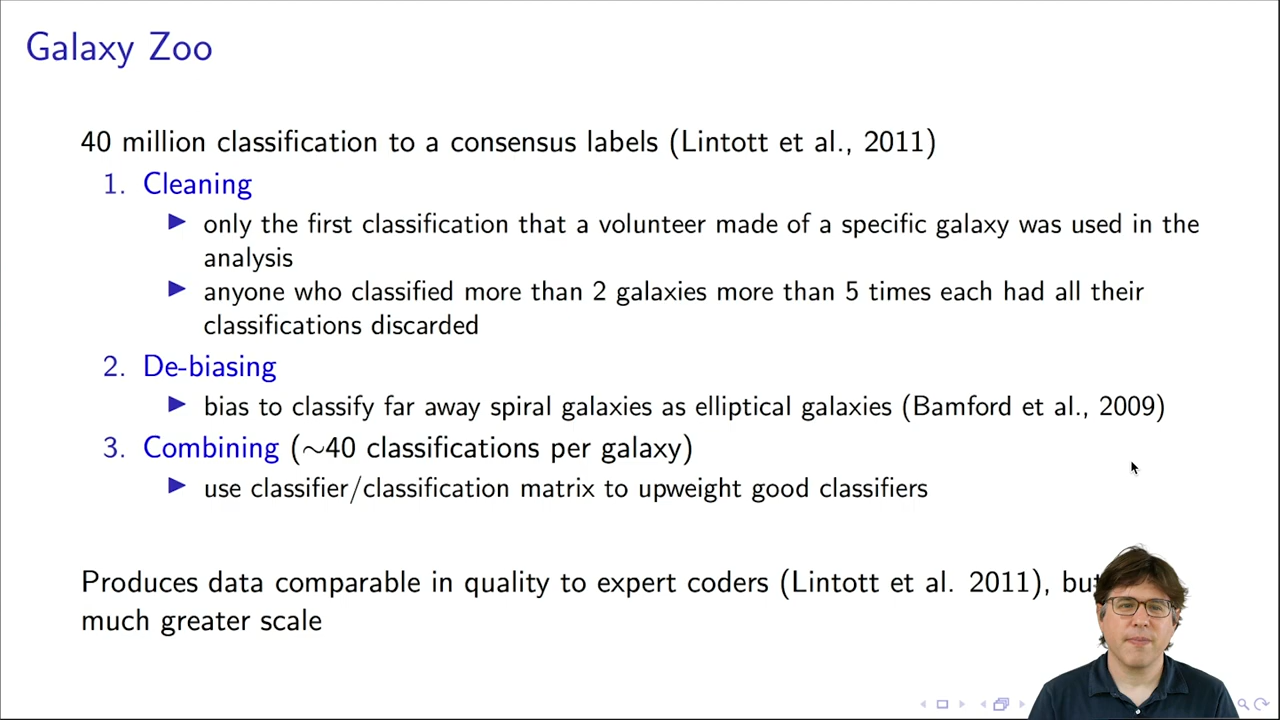 Galaxy Zoo
40 million classification to a consensus labels (Lintott et al., 2011)
1. Cleaning
▶ only the first classification that a volunteer made of a specific galaxy was used in the
analysis
▶ anyone who classified more than 2 galaxies more than 5 times each had all their
classifications discarded
2. De-biasing
▶ bias to classify far away spiral galaxies as elliptical galaxies (Bamford et al., 2009)
3. Combining (∼40 classifications per galaxy)
▶ use classifier/classification matrix to upweight good classifiers
Produces data comparable in quality to expert coders (Lintott et al. 2011), but
much greater scale